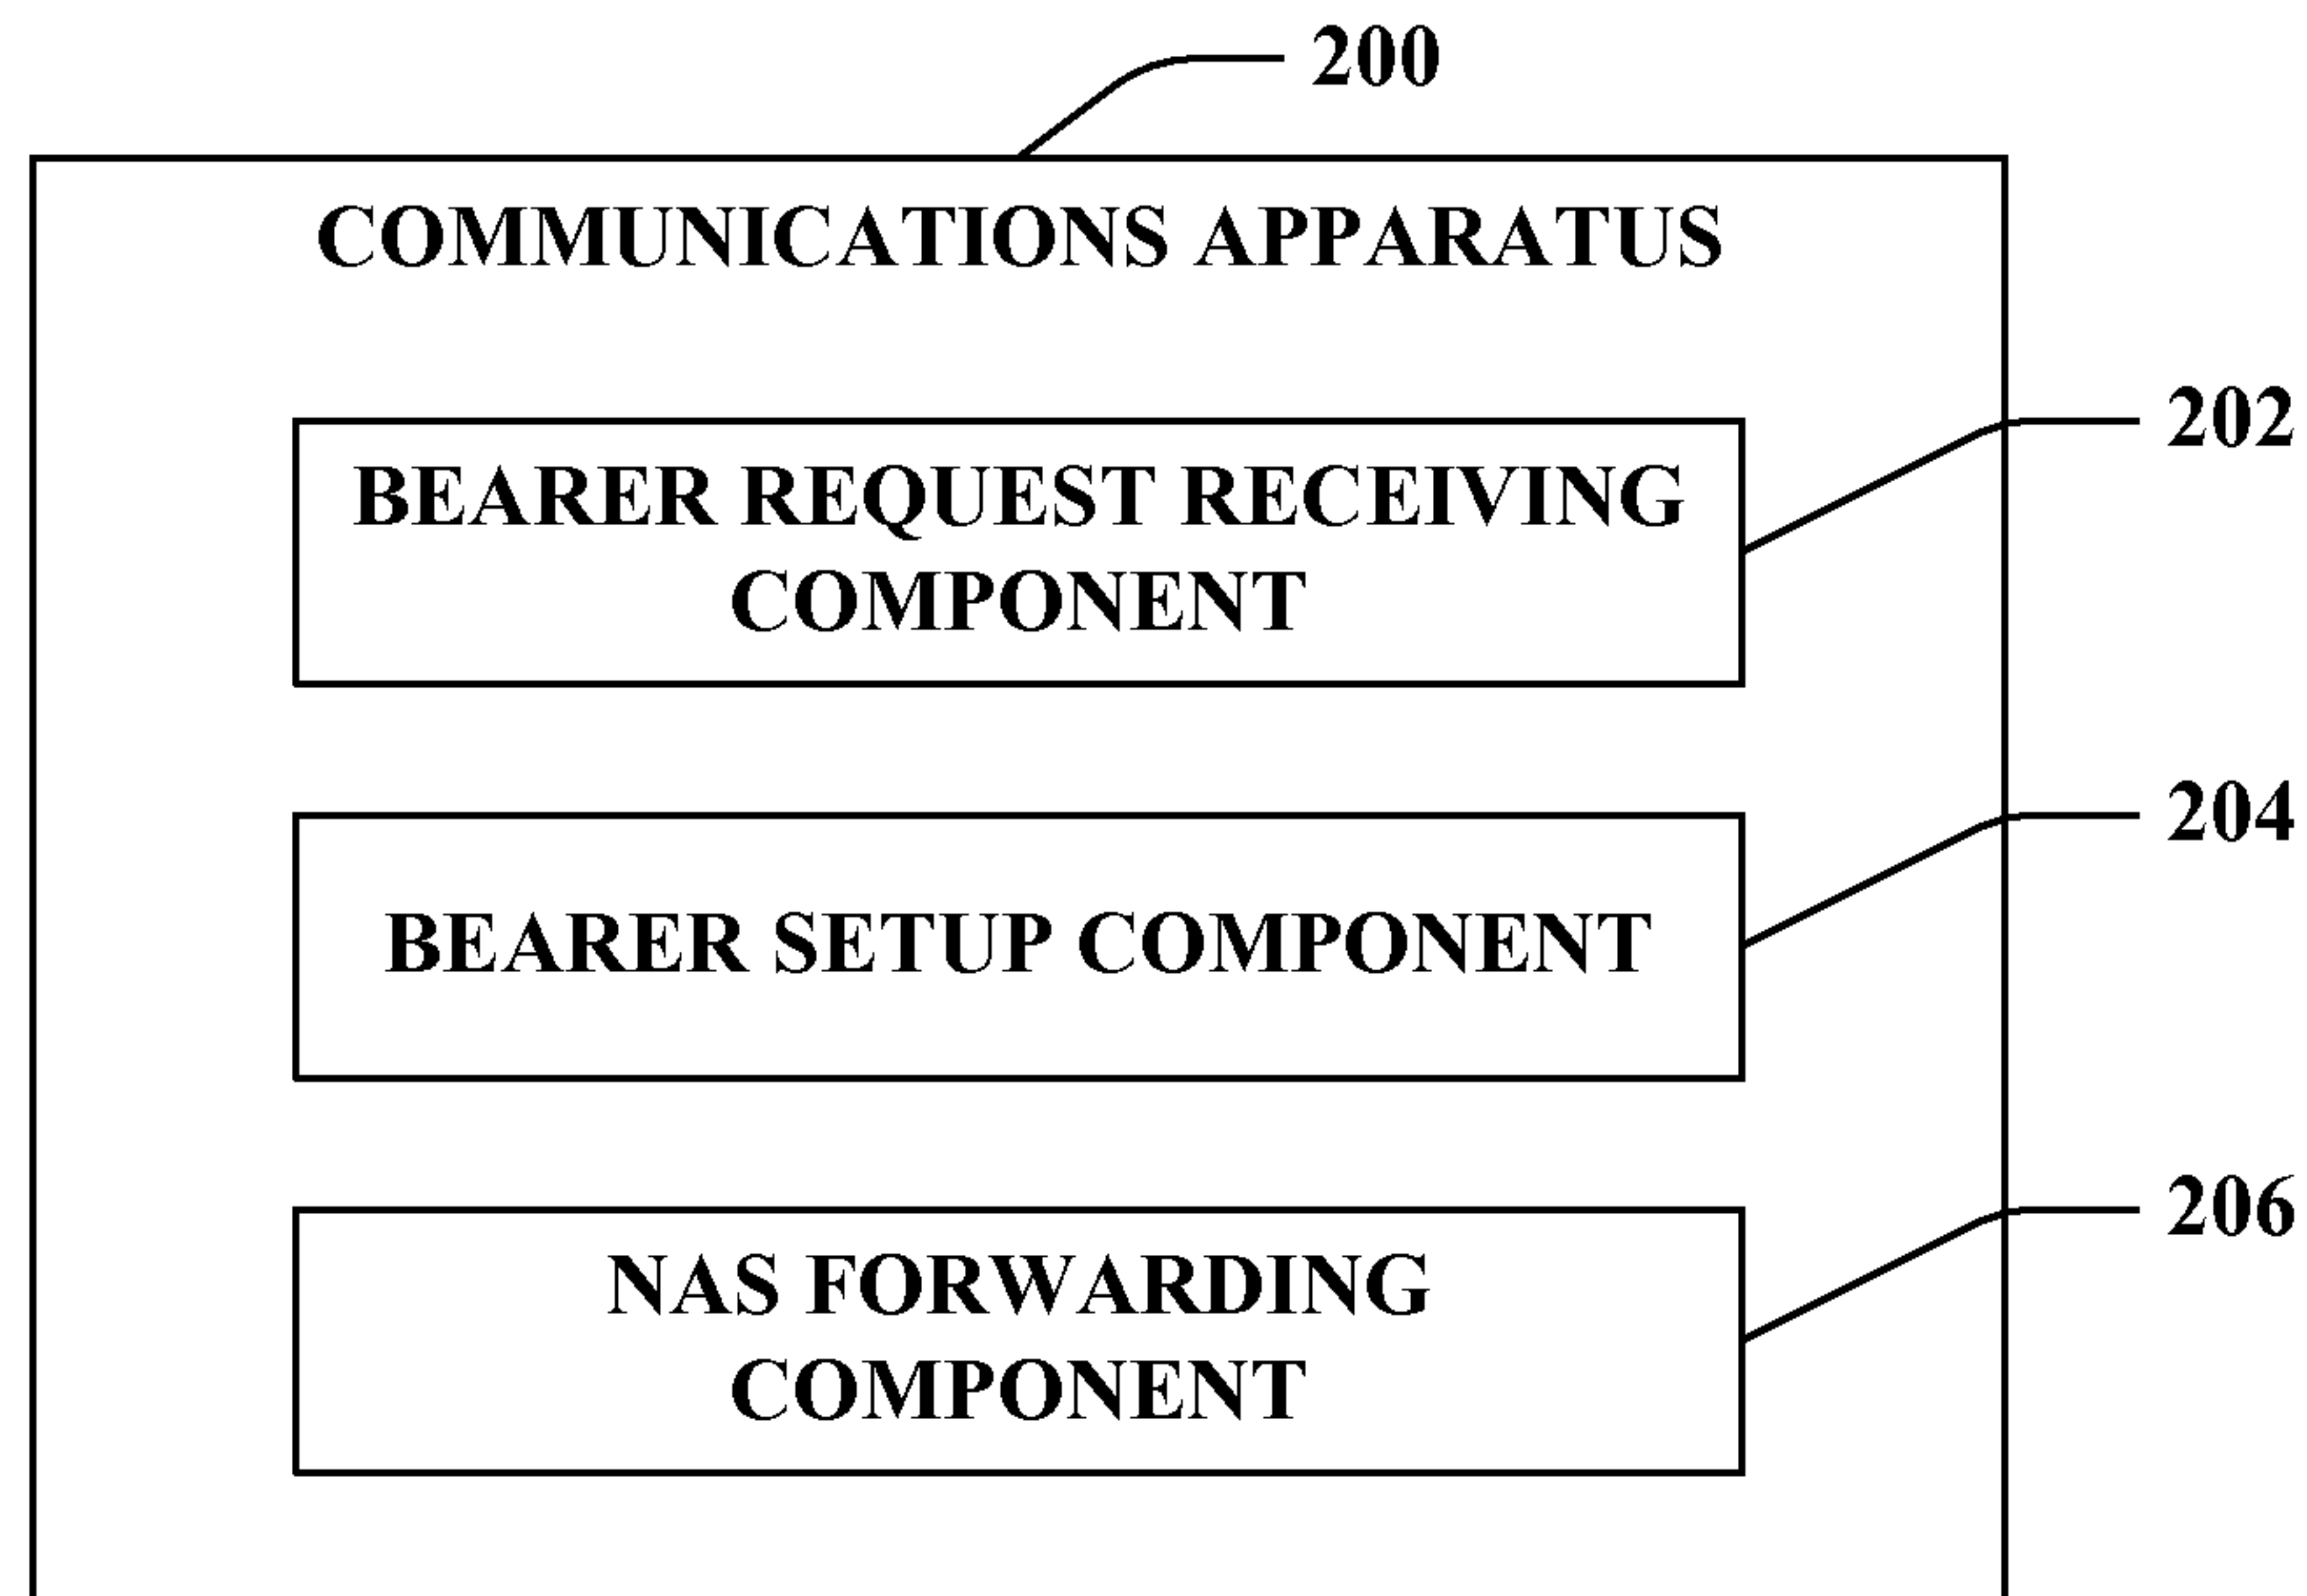 200
COMMUNICATIONS APPARATUS
202
BEARER REQUEST RECEIVING
COMPONENT
204
BEARER SETUP COMPONENT
206
NAS FORWARDING
COMPONENT